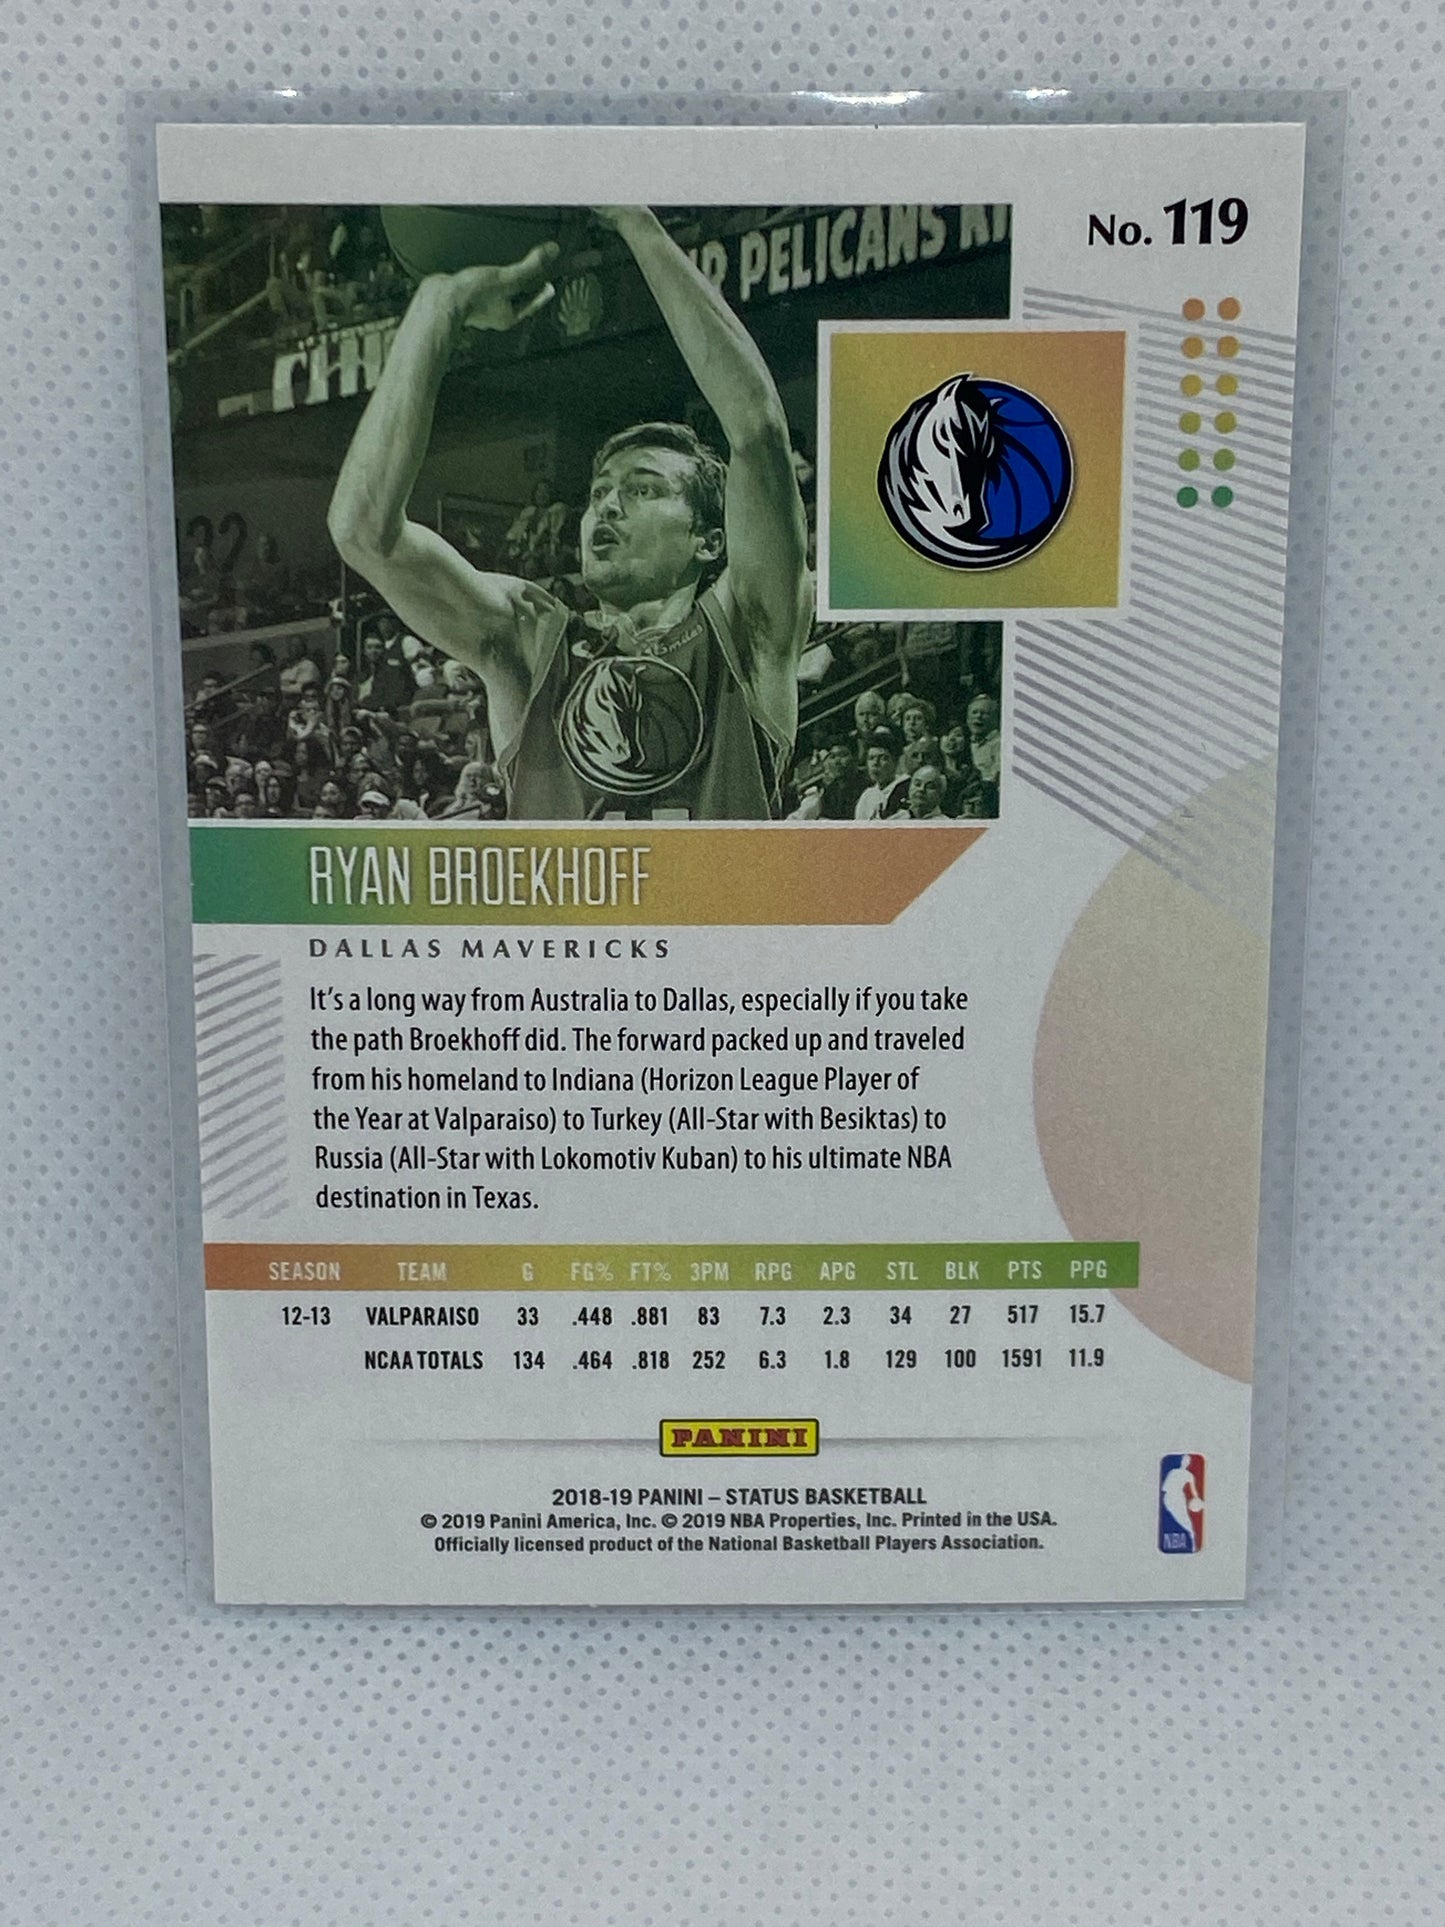 No. 119
PELICANS
RYAN BROEKHOFF
DALLAS MAVERICKS
It's a long way from Australia to Dallas, especially if you take
the path Broekhoff did. The forward packed up and traveled
from his homeland to Indiana (Horizon League Player of
the Year at Valparaiso) to Turkey (All-Star with Besiktas) to
Russia (All-Star with Lokomotiv Kuban) to his ultimate NBA
destination in Texas.
SEASON TEAM G FG% FT% 3PM RPG APG STL BLK PTS PPG
12-13 VALPARAISO 33 .448 .881 83 7.3 2.3 34 27 517 15.7
NCAA TOTALS 134 .464 .818 252 6.3 1.8 129 100 1591 11.9
PANINI
2018-19 PANINI – STATUS BASKETBALL
© 2019 Panini America, Inc. © 2019 NBA Properties, Inc. Printed in the USA.
Officially licensed product of the National Basketball Players Association.
NBA